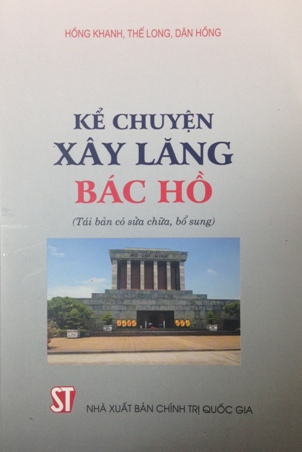 HỒNG KHANH, THẾ LONG, DÂN HỒNG
KỂ CHUYỆN
XÂY LĂNG
BÁC HỒ
(Tái bản có sửa chữa, bổ sung)
ST
NHÀ XUẤT BẢN CHÍNH TRỊ QUỐC GIA